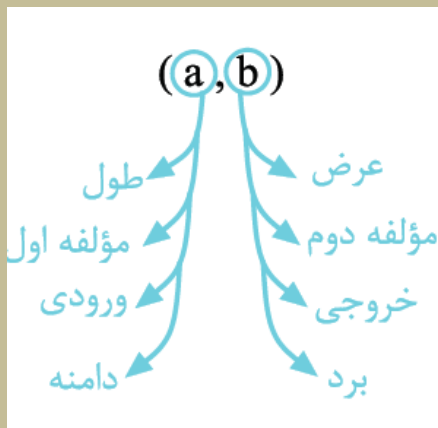 (a,b)
عرض
طول
مؤلفه دوم
مؤلفه اول
خروجی
ورودی
برد
دامنه